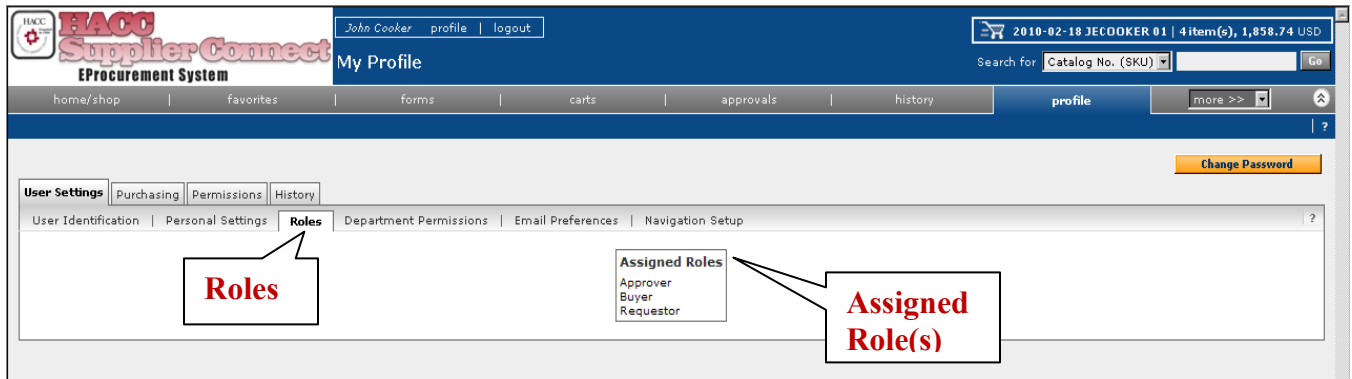 HACC
HACC
Supplier Connect
EProcurement System
John Cooker profile | logout
My Profile
2010-02-18 JECOOKER 01 | 4 item(s), 1,858.74 USD
Search for Catalog No. (SKU) Go
home/shop | favorites | forms | carts | approvals | history profile more >>
| ?
Change Password
User Settings Purchasing Permissions History
User Identification | Personal Settings Roles Department Permissions | Email Preferences | Navigation Setup ?
Roles
Assigned Roles
Approver
Buyer
Requestor
Assigned
Role(s)